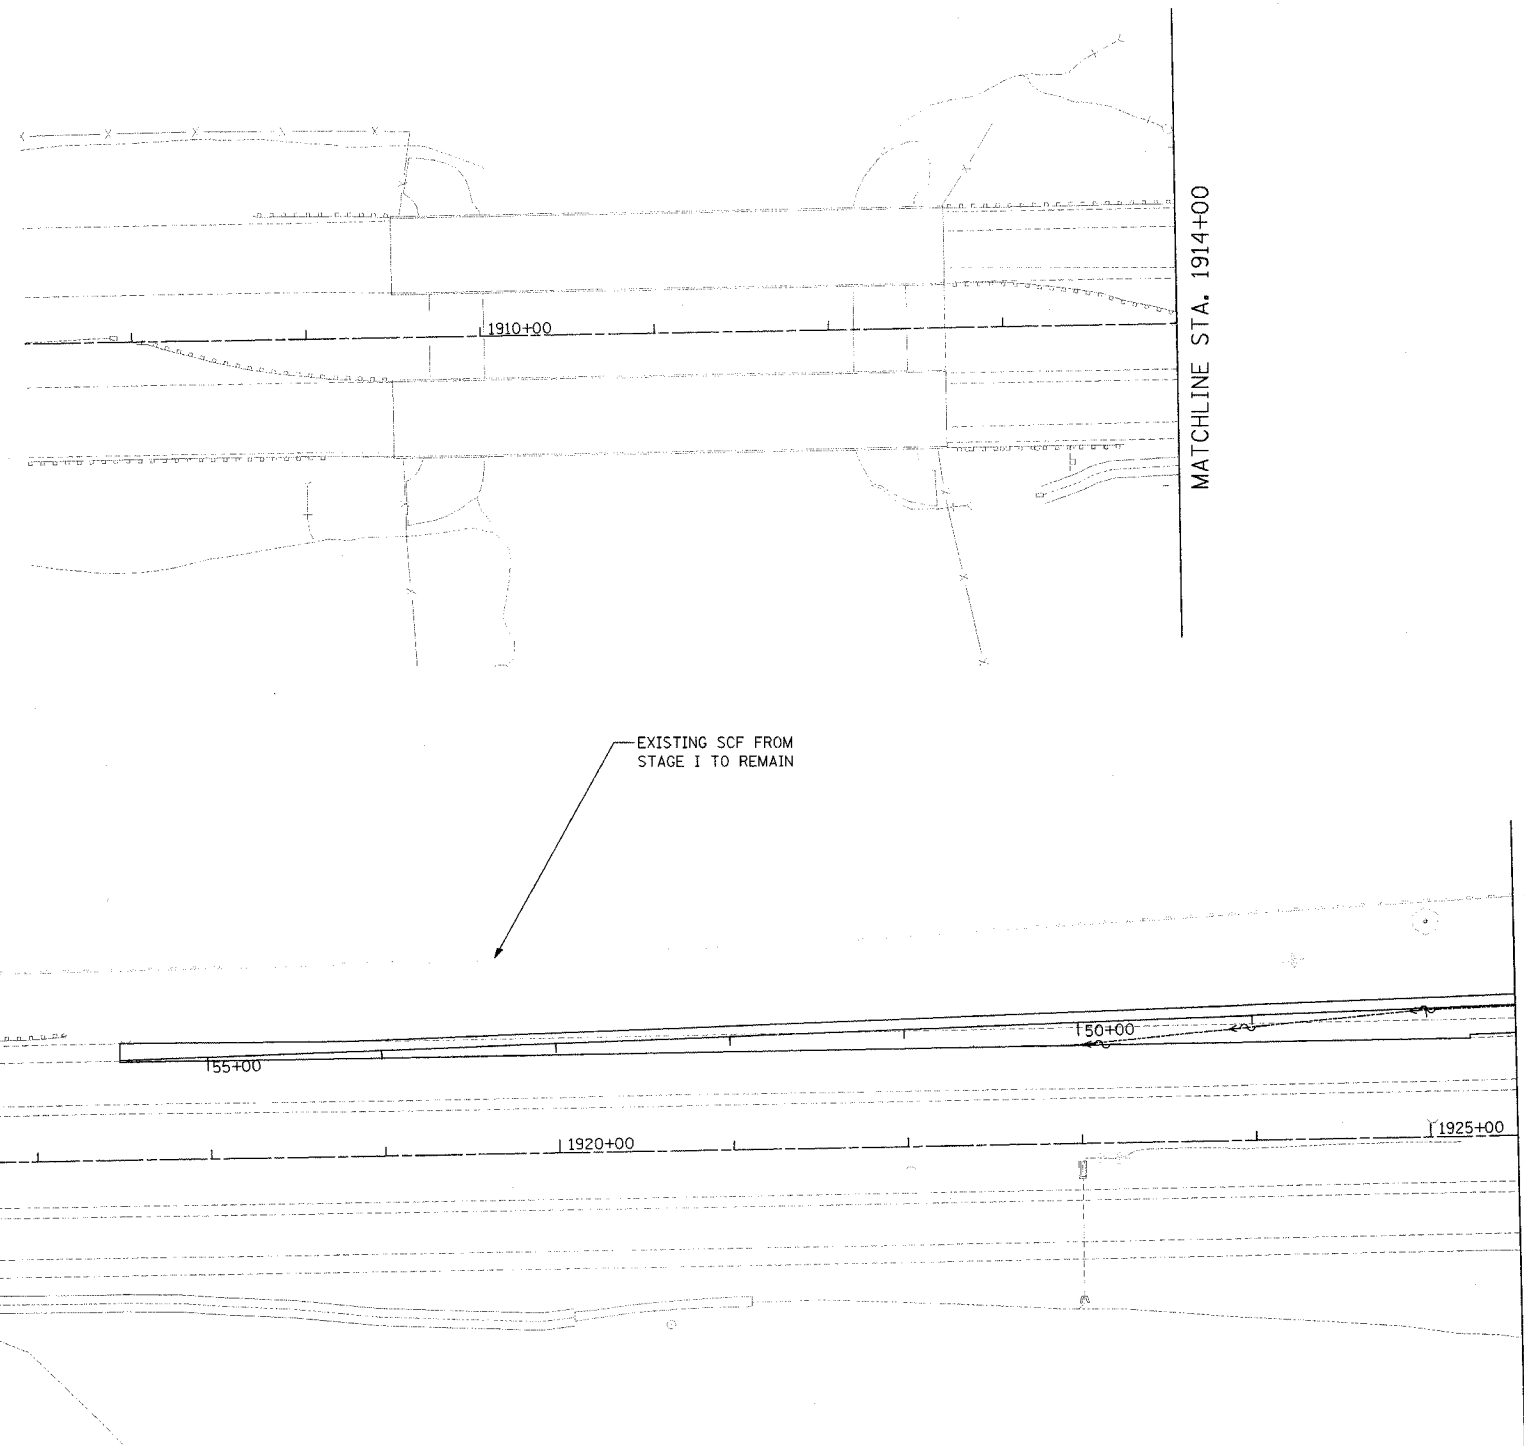 1910+00
MATCHLINE STA. 1914+00
EXISTING SCF FROM
STAGE I TO REMAIN
50+00
55+00
1920+00
1925+00